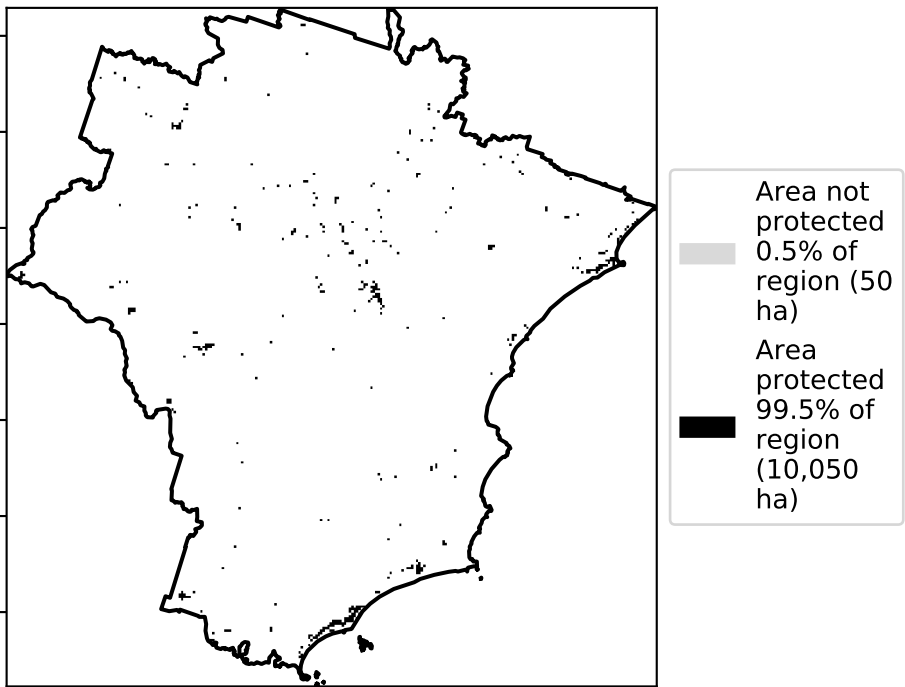 Area not
protected
0.5% of
region (50
ha)
Area
protected
99.5% of
region
(10,050
ha)